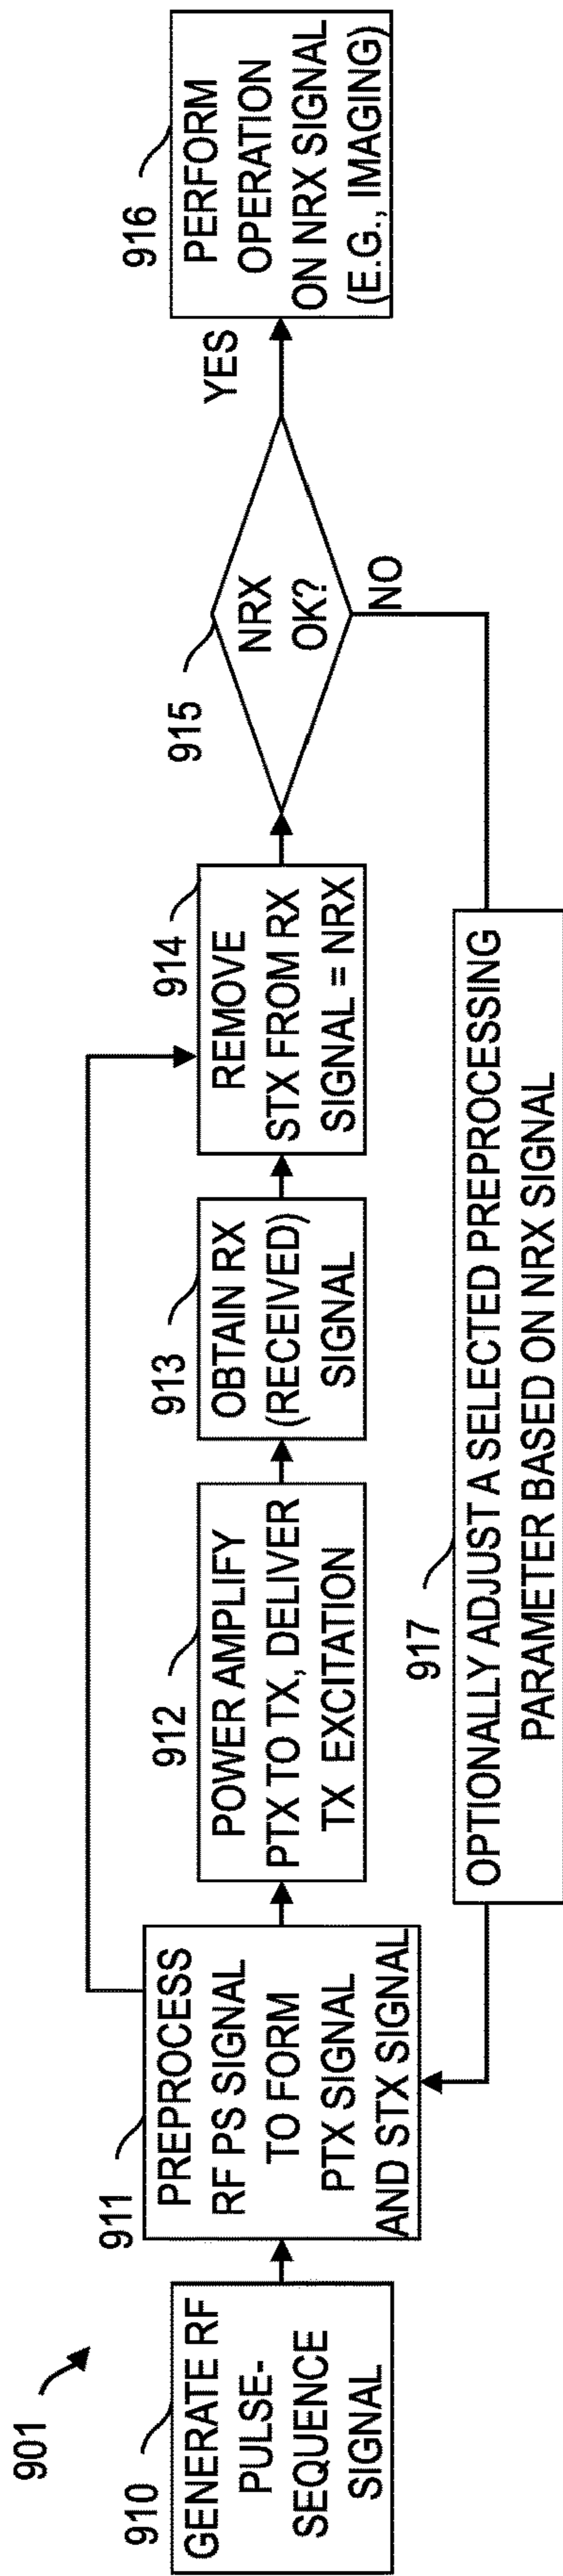 901
910
GENERATE RF
PULSE-
SEQUENCE
SIGNAL
911
PREPROCESS
RF PS SIGNAL
TO FORM
PTX SIGNAL
AND STX SIGNAL
912
POWER AMPLIFY
PTX TO TX, DELIVER
TX EXCITATION
913
OBTAIN RX
(RECEIVED)
SIGNAL
914
REMOVE
STX FROM RX
SIGNAL = NRX
915
NRX
OK?
YES
NO
916
PERFORM
OPERATION
ON NRX SIGNAL
(E.G., IMAGING)
917
OPTIONALLY ADJUST A SELECTED PREPROCESSING
PARAMETER BASED ON NRX SIGNAL